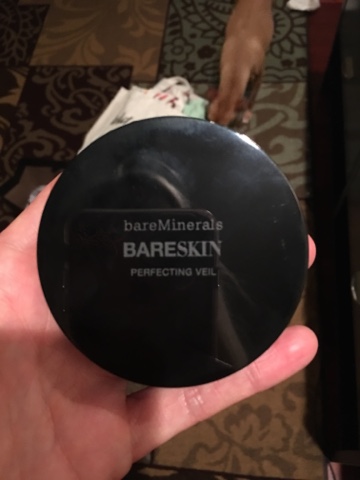 bareMinerals
BARESKIN
PERFECTING VEIL